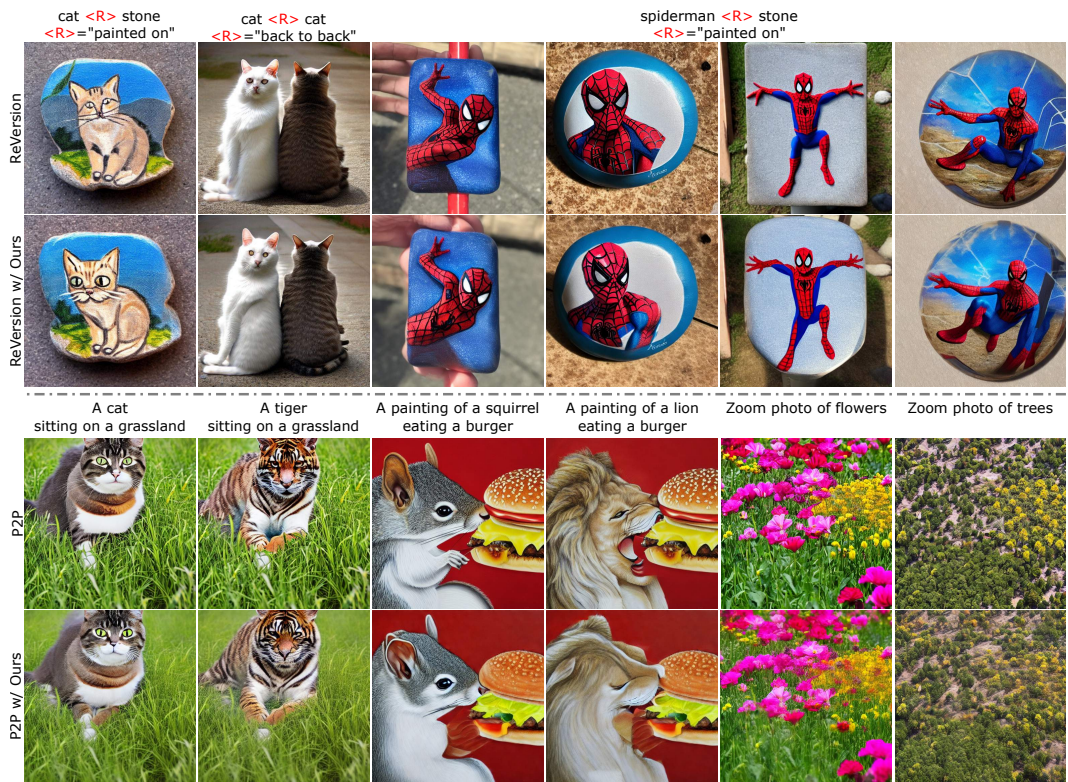 cat <R> stone
<R>="painted on"
cat <R> cat
<R>="back to back"
spiderman <R> stone
<R>="painted on"
ReVersion
ReVersion w/ Ours
A cat
sitting on a grassland
A tiger
sitting on a grassland
A painting of a squirrel
eating a burger
A painting of a lion
eating a burger
Zoom photo of flowers
Zoom photo of trees
P2P
P2P w/ Ours